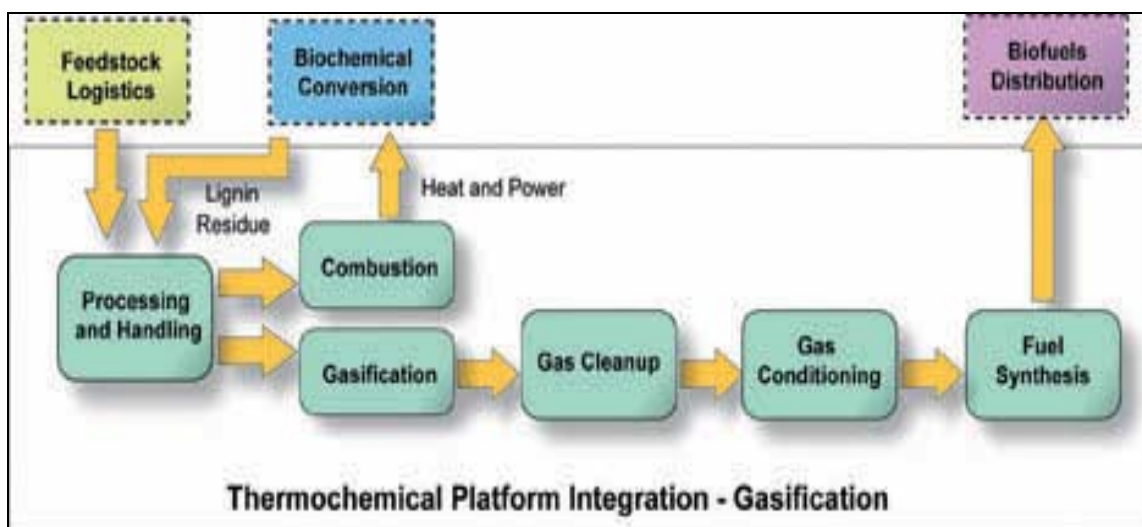 Feedstock
Logistics
Biochemical
Conversion
Biofuels
Distribution
Lignin
Residue
Heat and Power
Processing
and Handling
Combustion
Gasification
Gas Cleanup
Gas
Conditioning
Fuel
Synthesis
Thermochemical Platform Integration - Gasification